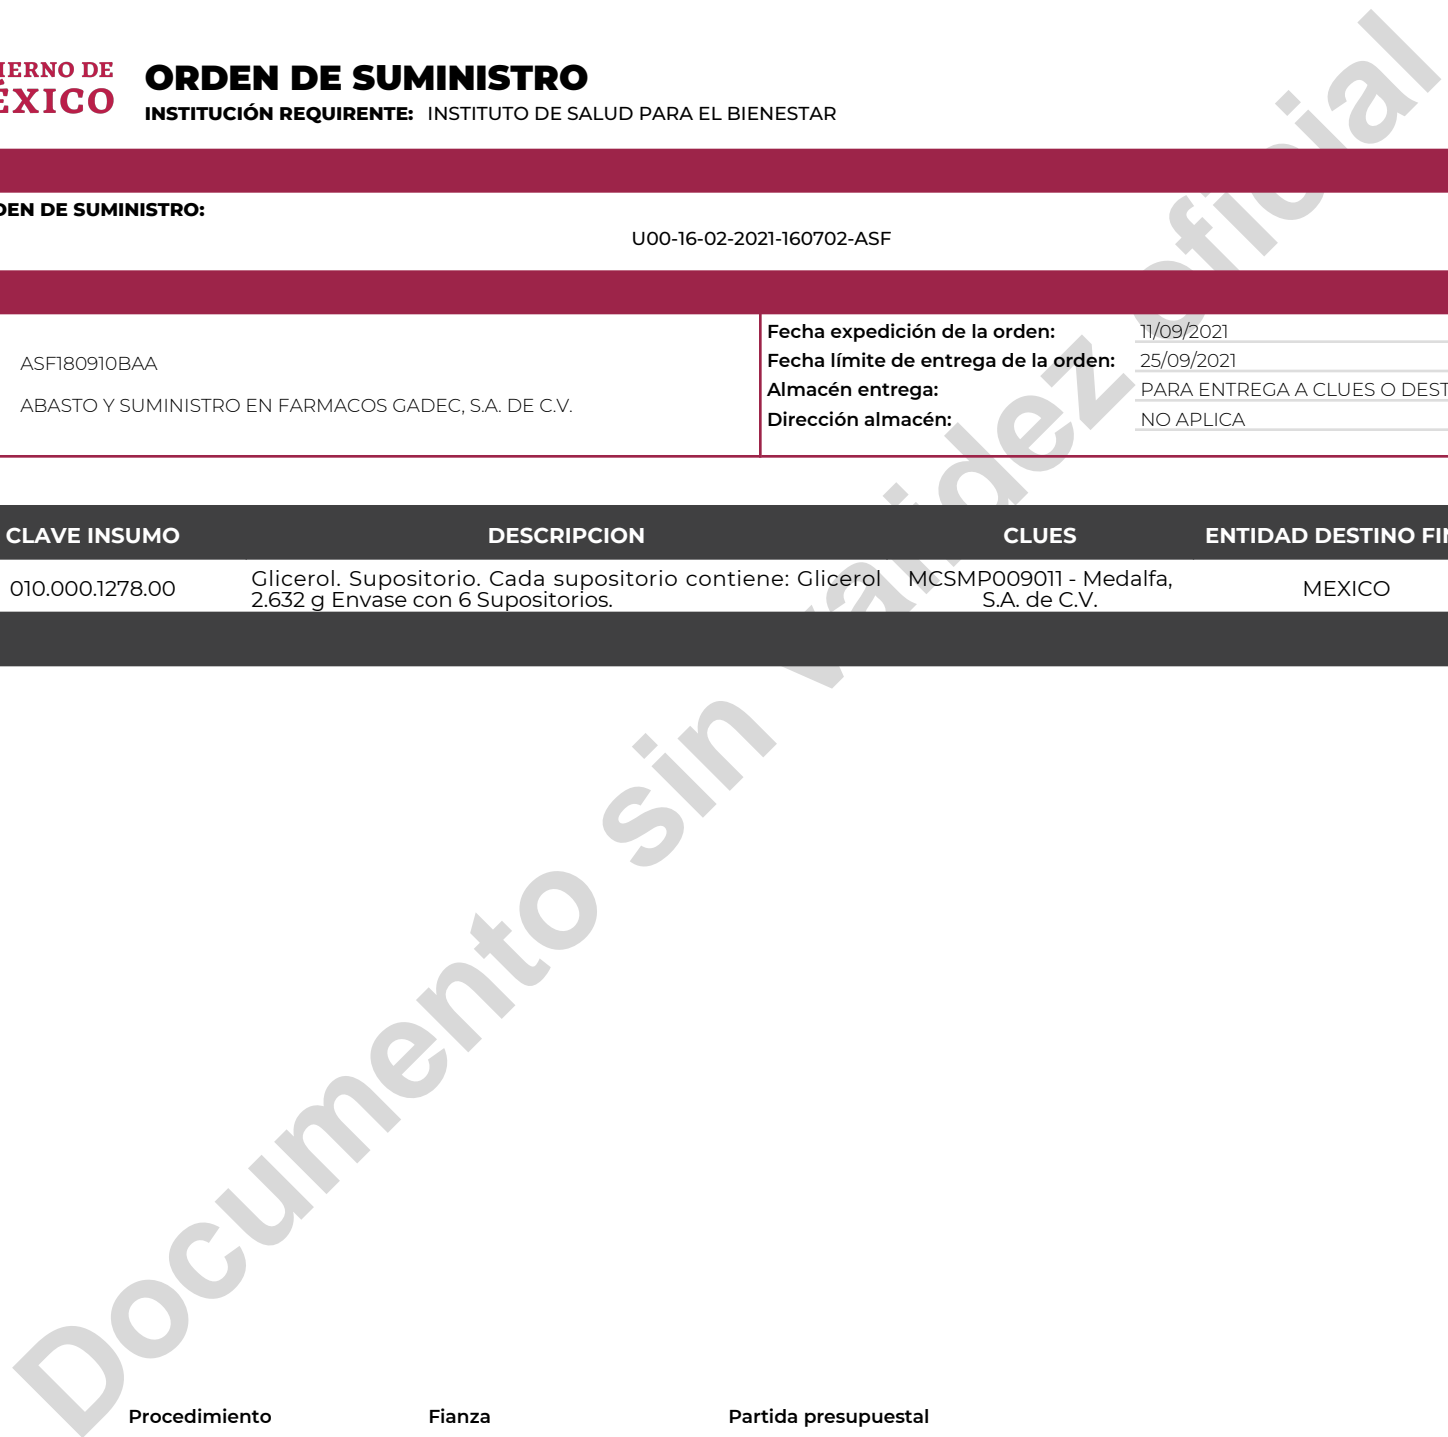 IERNO DE
ÉXICO
ORDEN DE SUMINISTRO
INSTITUCIÓN REQUIRENTE: INSTITUTO DE SALUD PARA EL BIENESTAR
DEN DE SUMINISTRO:
U00-16-02-2021-160702-ASF
ASF180910BAA
ABASTO Y SUMINISTRO EN FARMACOS GADEC, S.A. DE C.V.
Fecha expedición de la orden: 11/09/2021
Fecha límite de entrega de la orden: 25/09/2021
Almacén entrega: PARA ENTREGA A CLUES O DEST
Dirección almacén: NO APLICA
CLAVE INSUMO DESCRIPCION CLUES ENTIDAD DESTINO FIN
010.000.1278.00
Glicerol. Supositorio. Cada supositorio contiene: Glicerol
2.632 g Envase con 6 Supositorios.
MCSMP009011 - Medalfa,
S.A. de C.V.
MEXICO
Documento sin validez oficial
Procedimiento Fianza Partida presupuestal